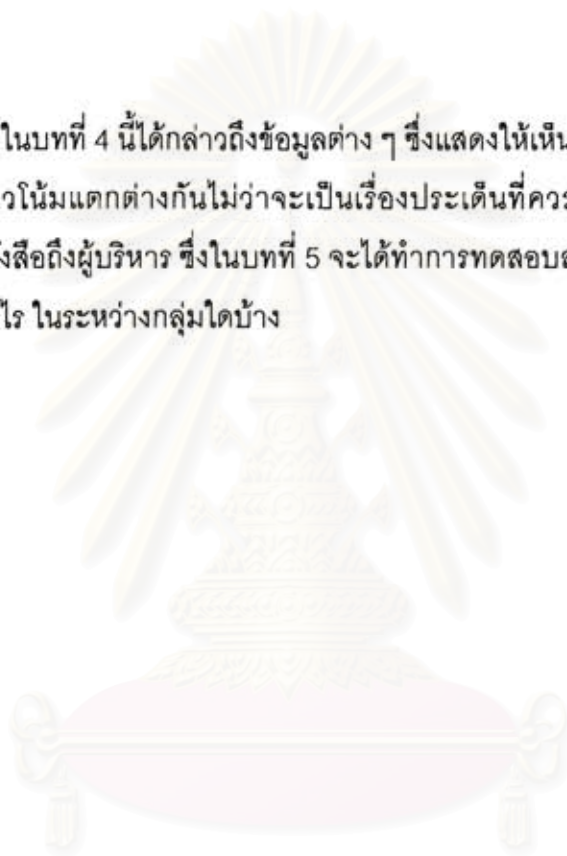 ในบทที่ 4 นี้ได้กล่าวถึงข้อมูลต่าง ๆ ซึ่งแสดงให้เห็น
วโน้มแตกต่างกันไม่ว่าจะเป็นเรื่องประเด็นที่ควร
งสือถึงผู้บริหาร ซึ่งในบทที่ 5 จะได้ทำการทดสอบส
ไร ในระหว่างกลุ่มใดบ้าง